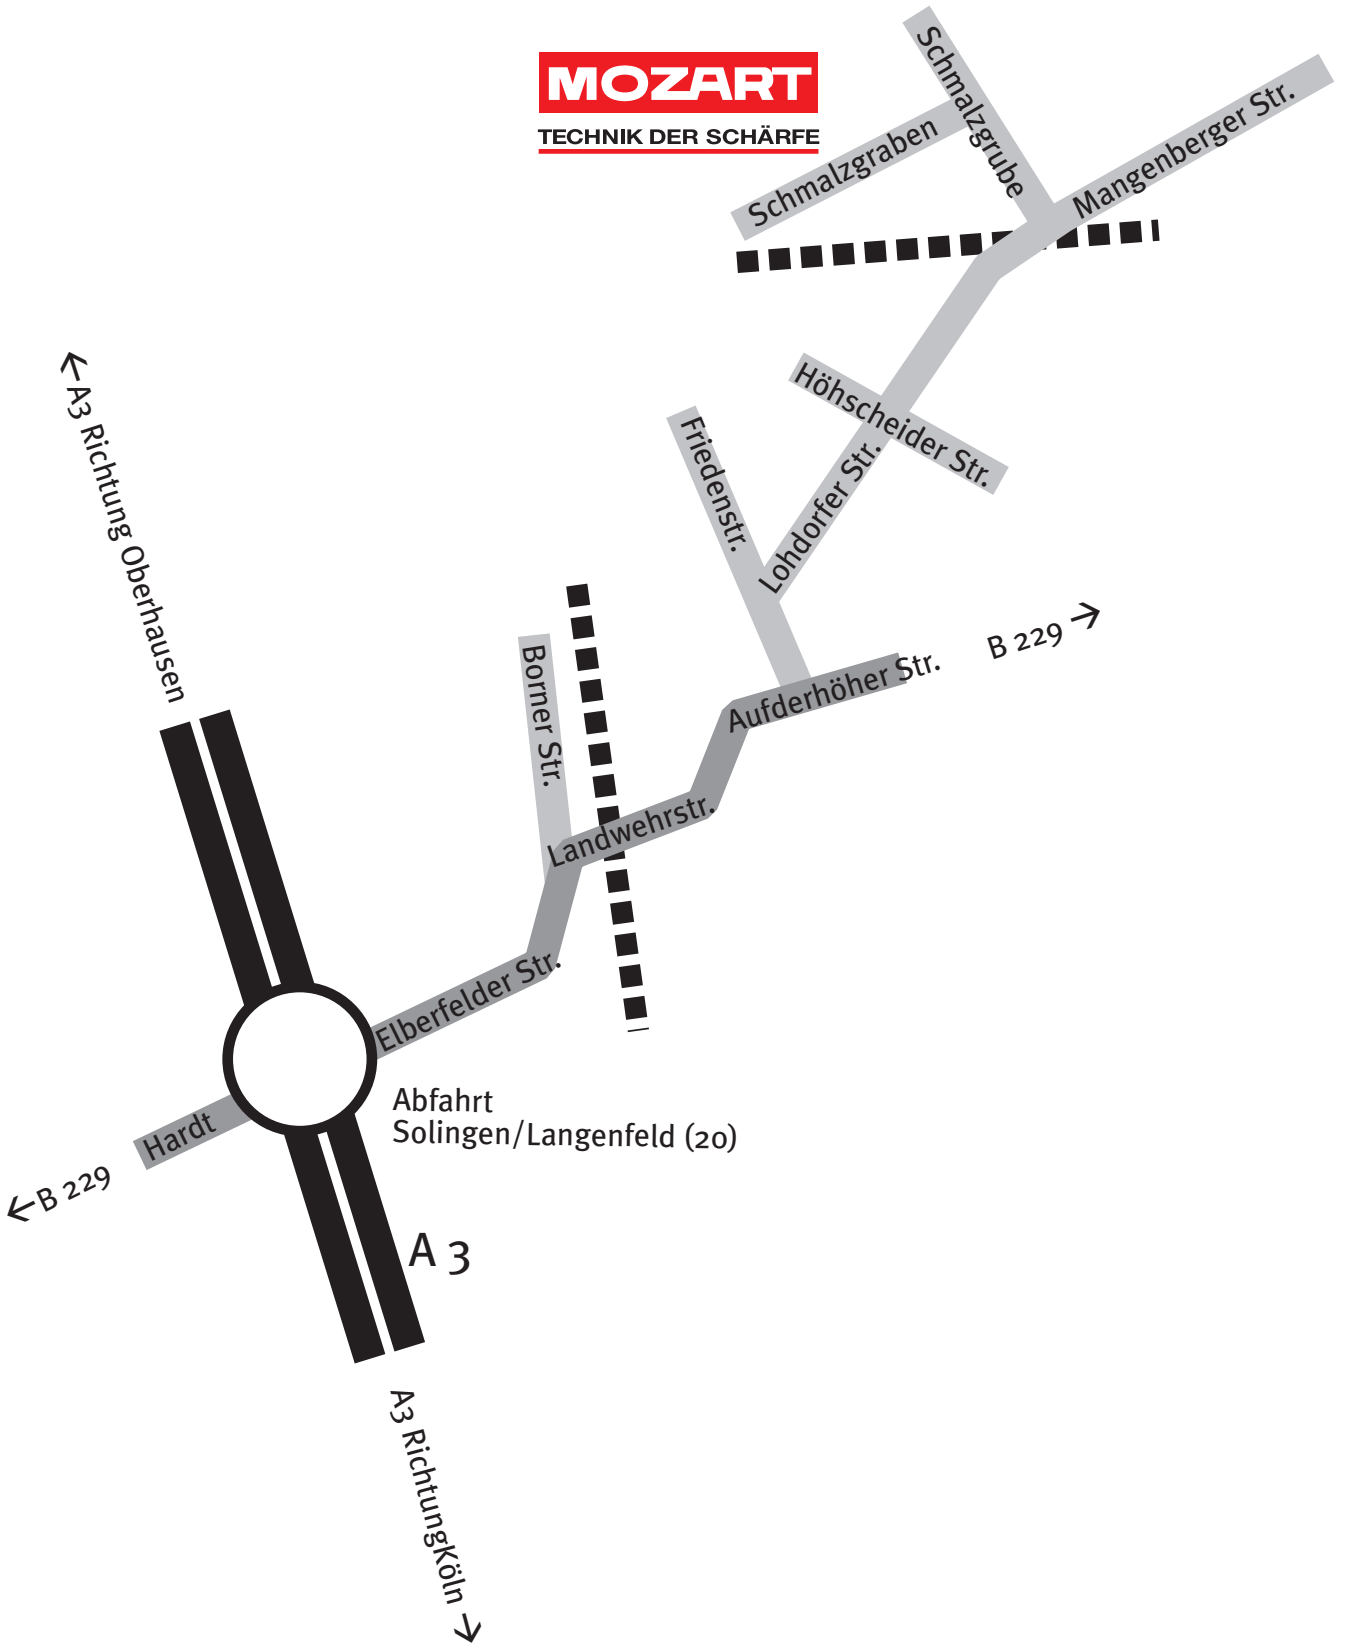 MOZART
TECHNIK DER SCHÄRFE
Schmalzgrube
Schmalzgraben
Mangenberger Str.
Höhscheider Str.
Friedenstr.
Lohdorfer Str.
←A3 Richtung Oberhausen
B 229 →
Aufderhöher Str.
Borner Str.
Landwehrstr.
Elberfelder Str.
Abfahrt
Solingen/Langenfeld (20)
Hardt
←B 229
A 3
A3 RichtungKöln →